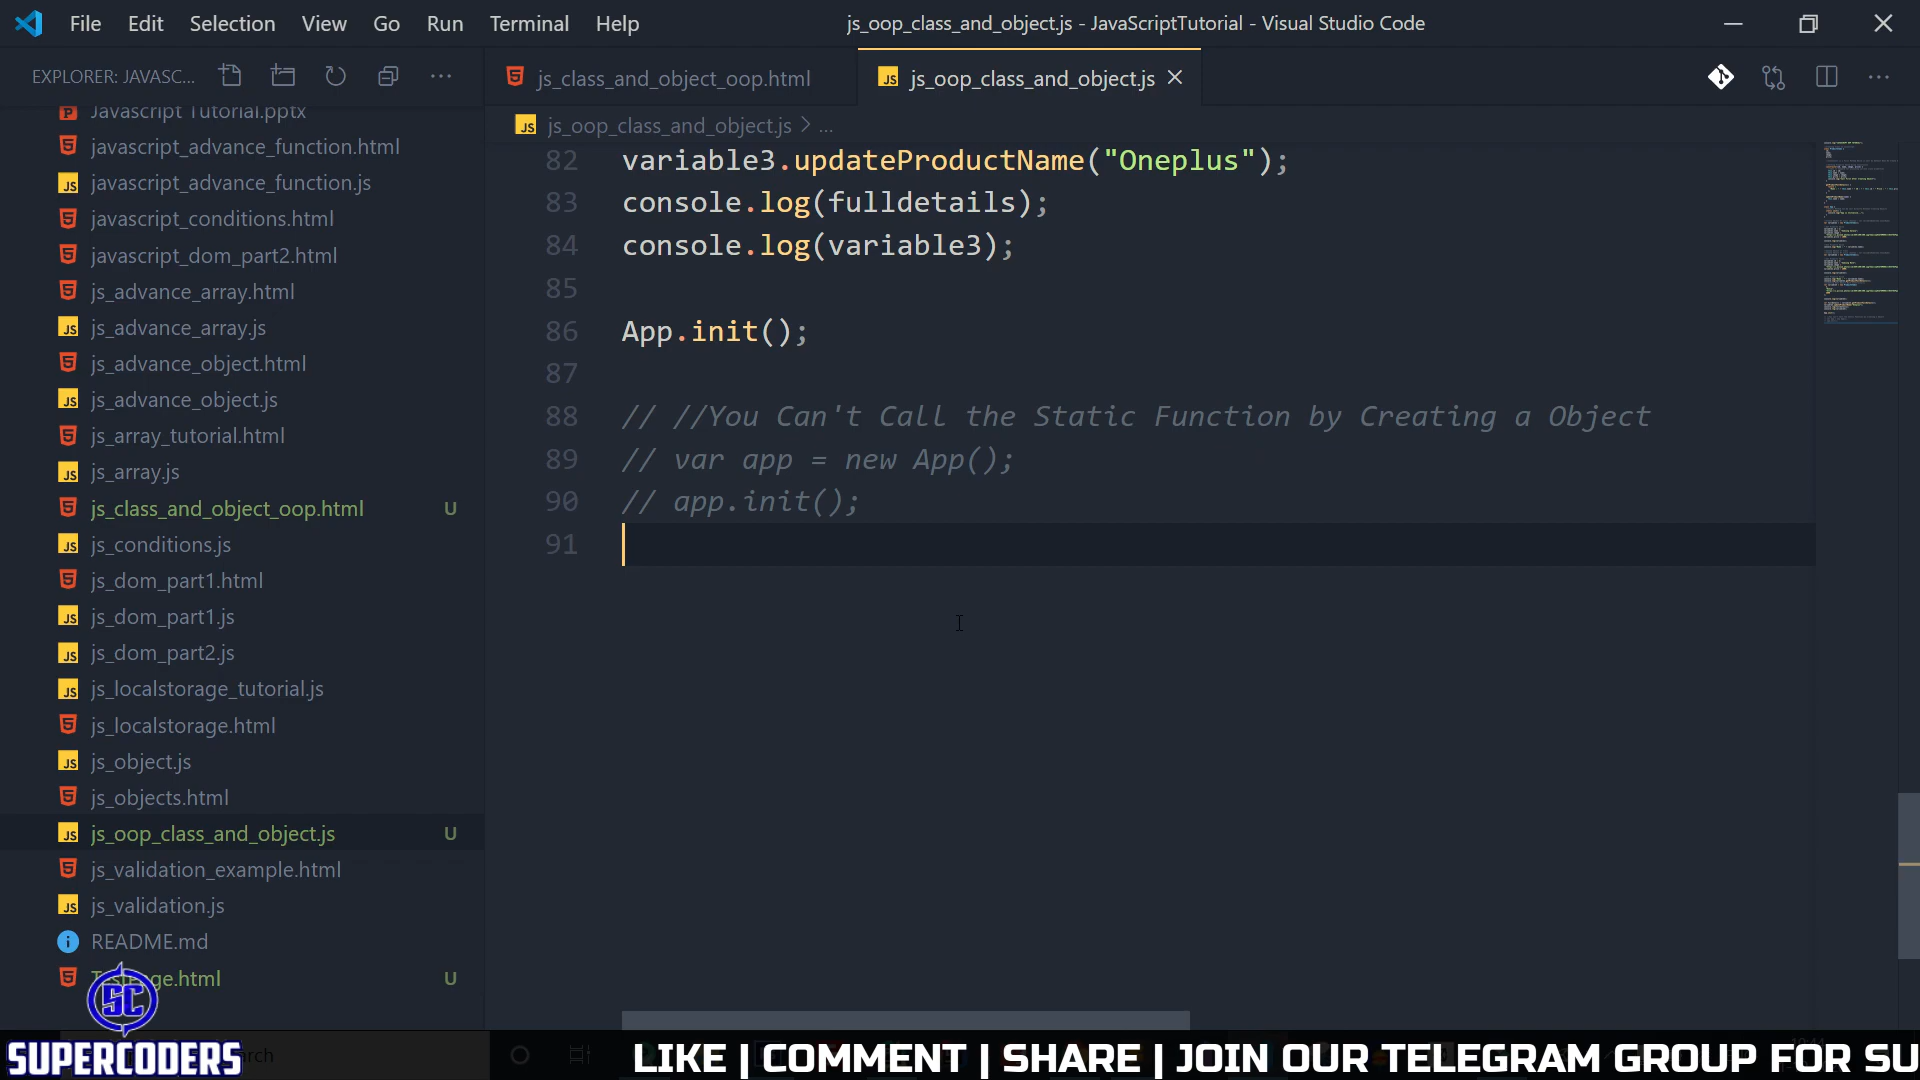 File Edit Selection View Go Run Terminal Help
js_oop_class_and_object.js - JavaScriptTutorial - Visual Studio Code
EXPLORER: JAVASC...
Javascript Tutorial.pptx
javascript_advance_function.html
javascript_advance_function.js
javascript_conditions.html
javascript_dom_part2.html
js_advance_array.html
js_advance_array.js
js_advance_object.html
js_advance_object.js
js_array_tutorial.html
js_array.js
js_class_and_object_oop.html U
js_conditions.js
js_dom_part1.html
js_dom_part1.js
js_dom_part2.js
js_localstorage_tutorial.js
js_localstorage.html
js_object.js
js_objects.html
js_oop_class_and_object.js U
js_validation_example.html
js_validation.js
README.md
U
js_class_and_object_oop.html
js_oop_class_and_object.js
js_oop_class_and_object.js > ...
82 variable3.updateProductName("Oneplus");
83 console.log(fulldetails);
84 console.log(variable3);
85
86 App.init();
87
88 // //You Can't Call the Static Function by Creating a Object
89 // var app = new App();
90 // app.init();
91
SC
SUPERCODERS
LIKE | COMMENT | SHARE | JOIN OUR TELEGRAM GROUP FOR SU